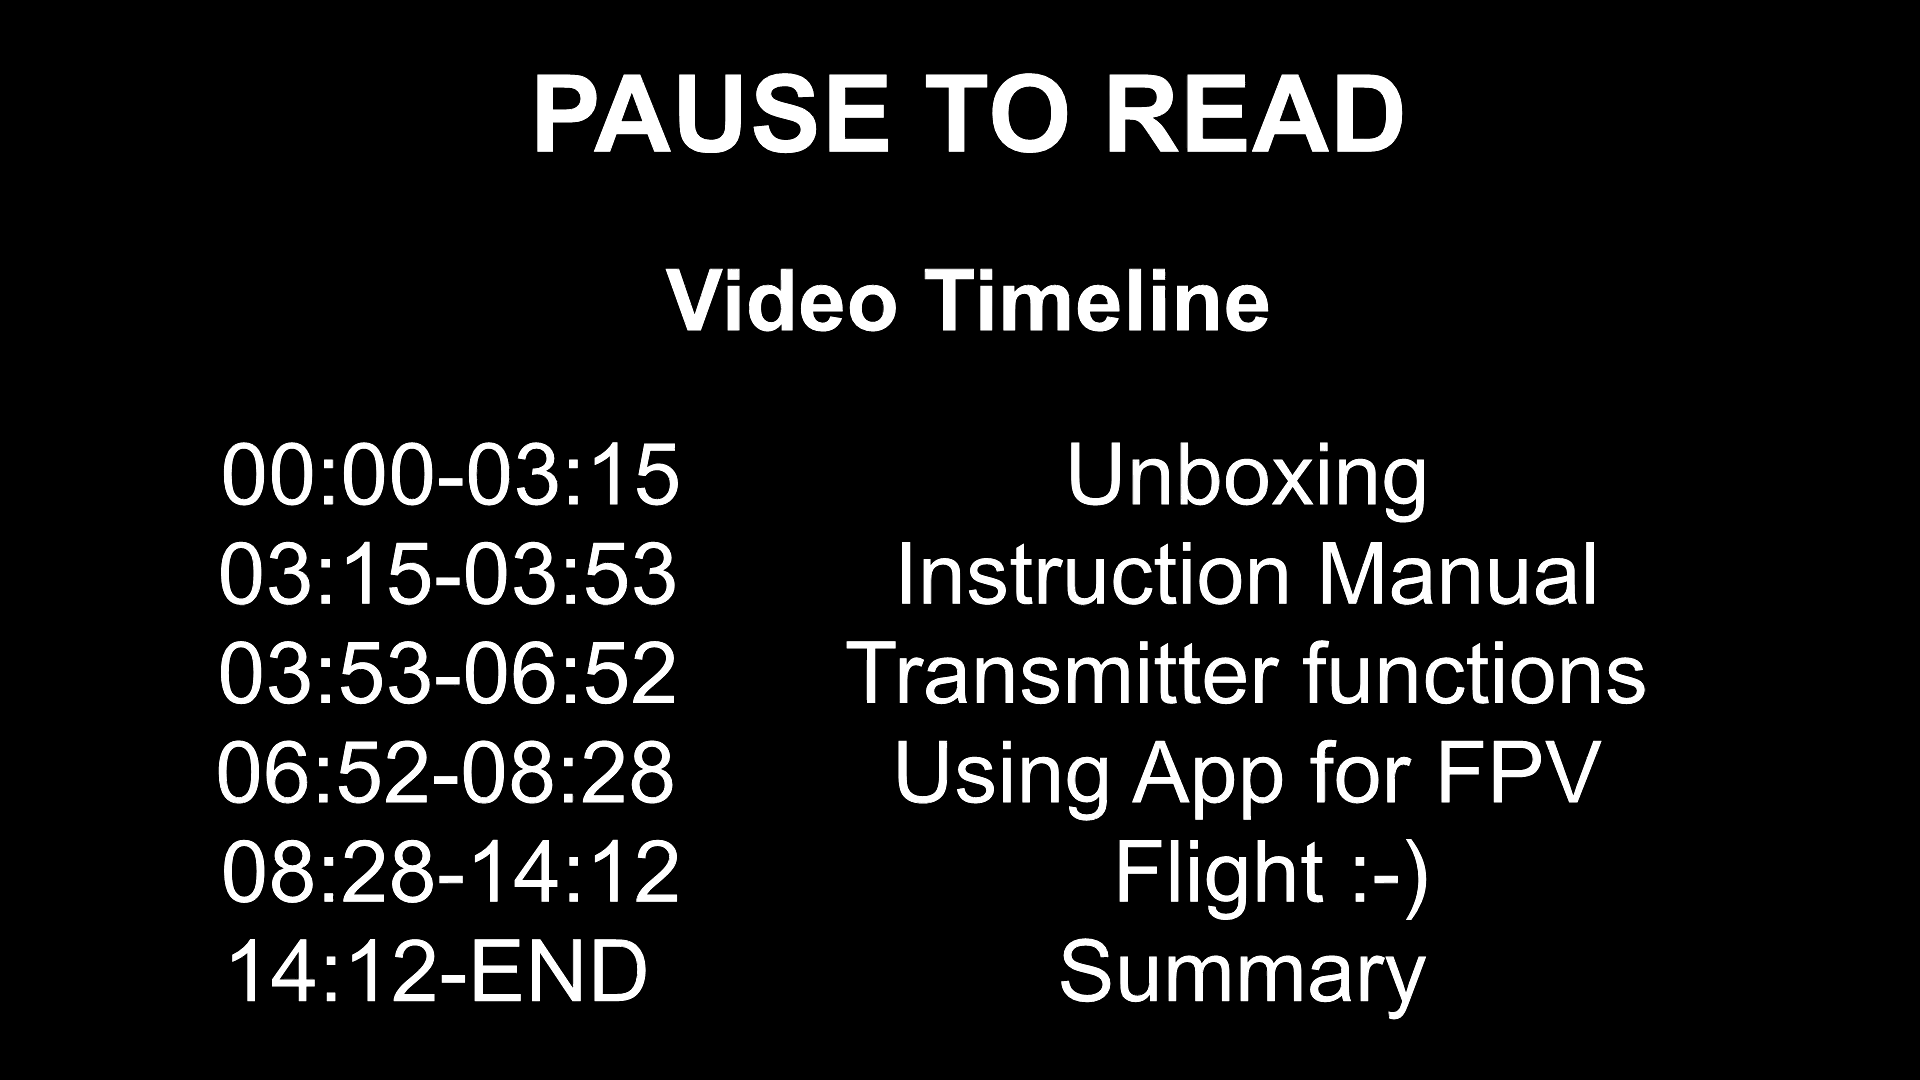 PAUSE TO READ
Video Timeline
00:00-03:15 Unboxing
03:15-03:53 Instruction Manual
03:53-06:52 Transmitter functions
06:52-08:28 Using App for FPV
08:28-14:12 Flight :-)
14:12-END Summary